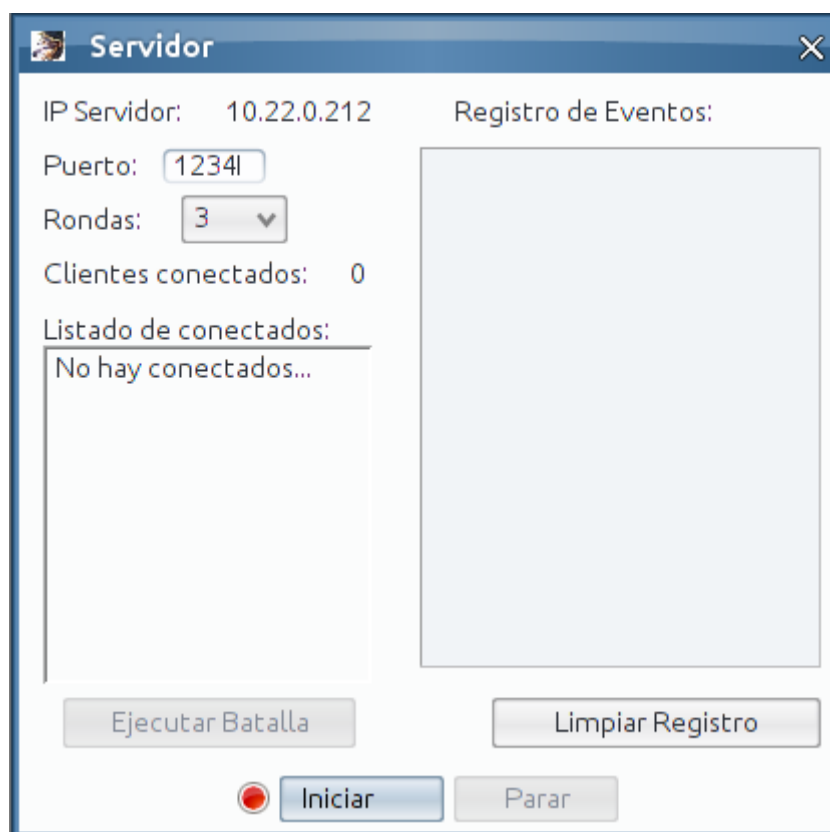 Servidor
IP Servidor: 10.22.0.212
Puerto: 1234
Rondas: 3
Clientes conectados: 0
Listado de conectados:
No hay conectados...
Ejecutar Batalla
Registro de Eventos:
Limpiar Registro
Iniciar
Parar